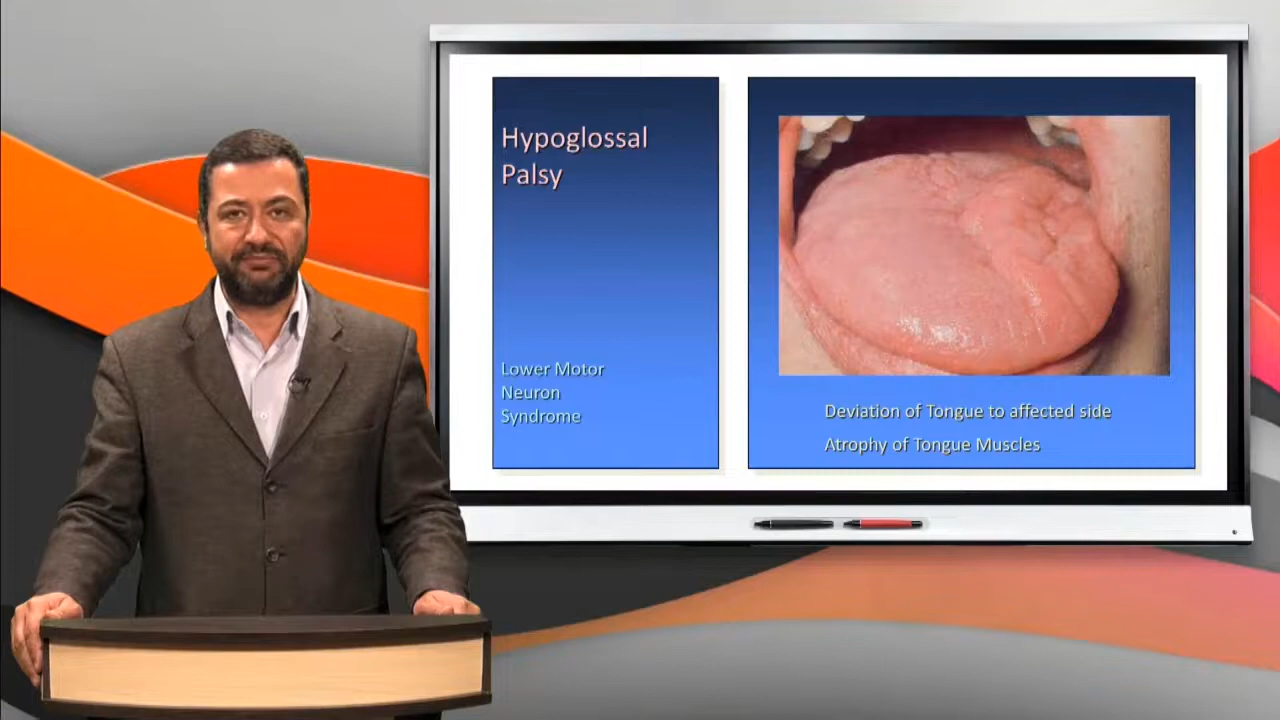 Hypoglossal
Palsy
Lower Motor
Neuron
Syndrome
Deviation of Tongue to affected side
Atrophy of Tongue Muscles